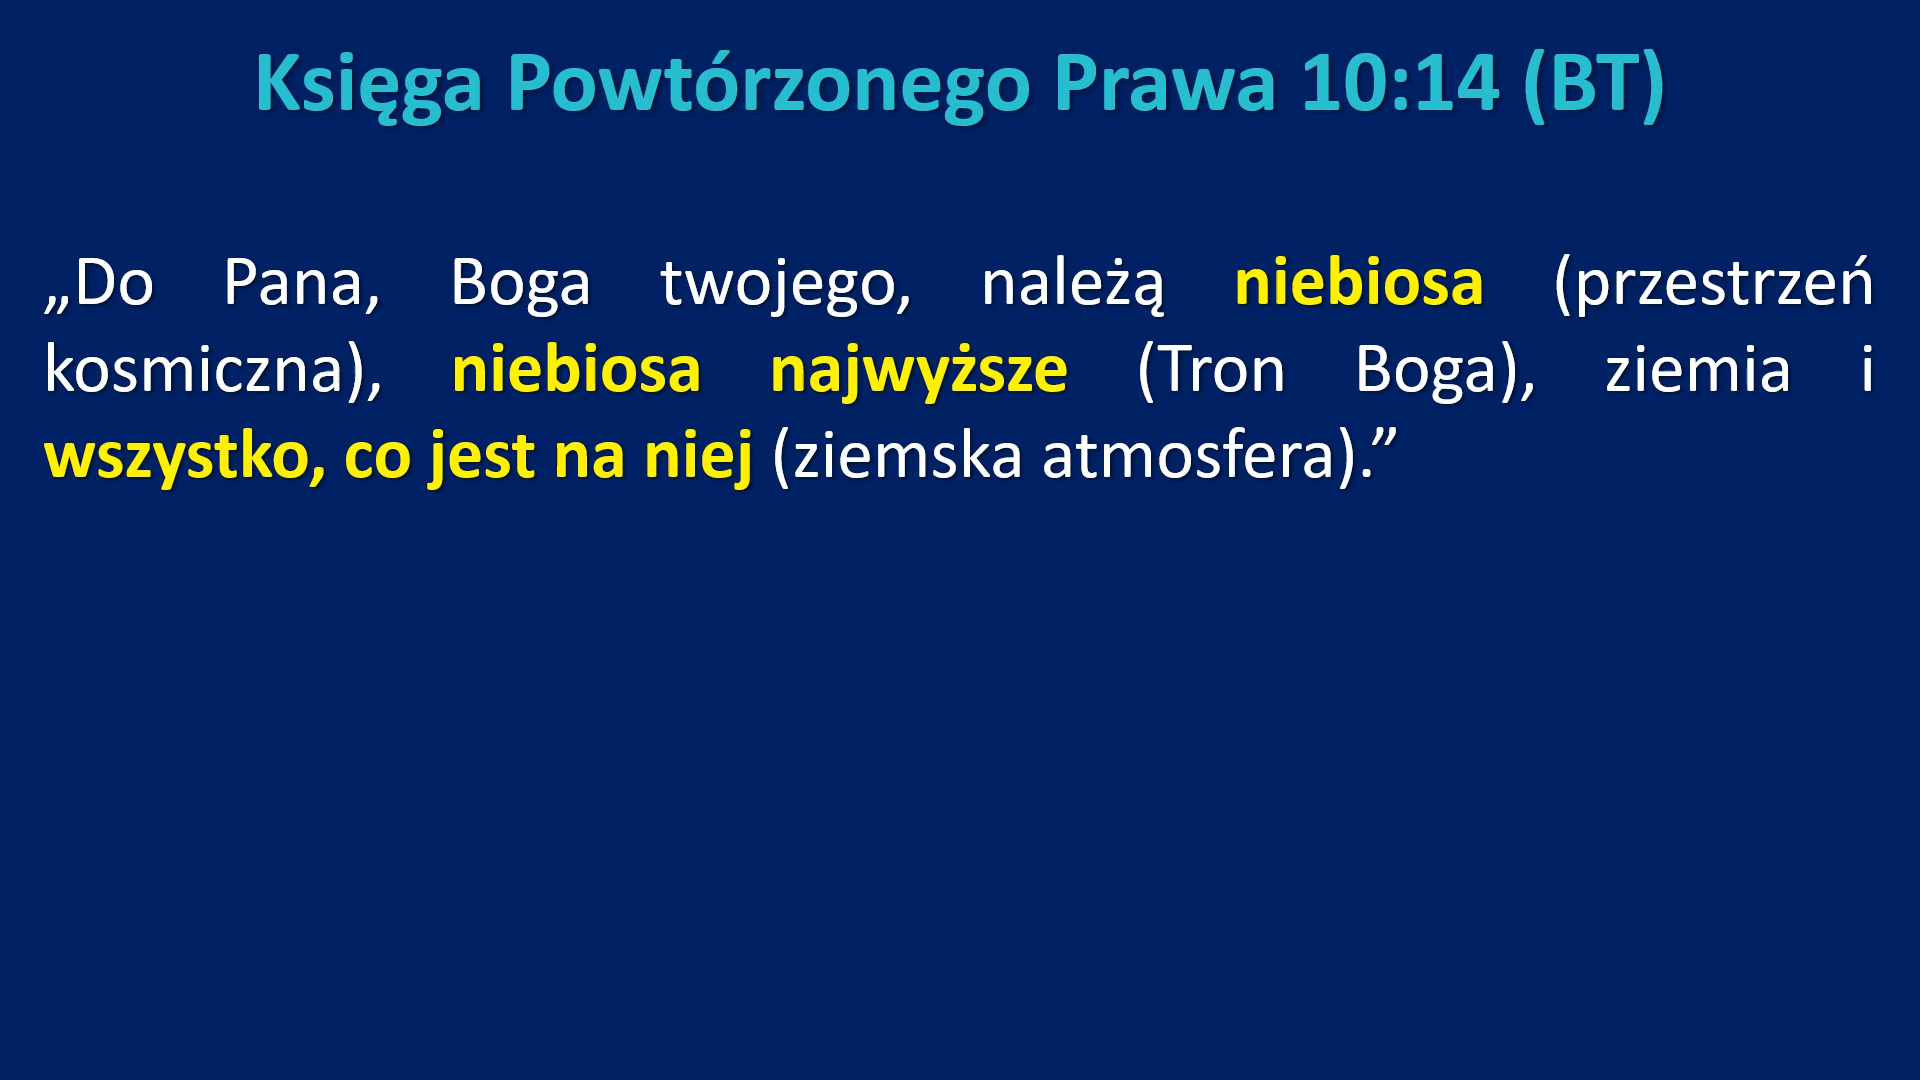 Księga Powtórzonego Prawa 10:14 (BT)
„Do Pana, Boga twojego, należą niebiosa (przestrzeń
kosmiczna), niebiosa najwyższe (Tron Boga), ziemia i
wszystko, co jest na niej (ziemska atmosfera).”